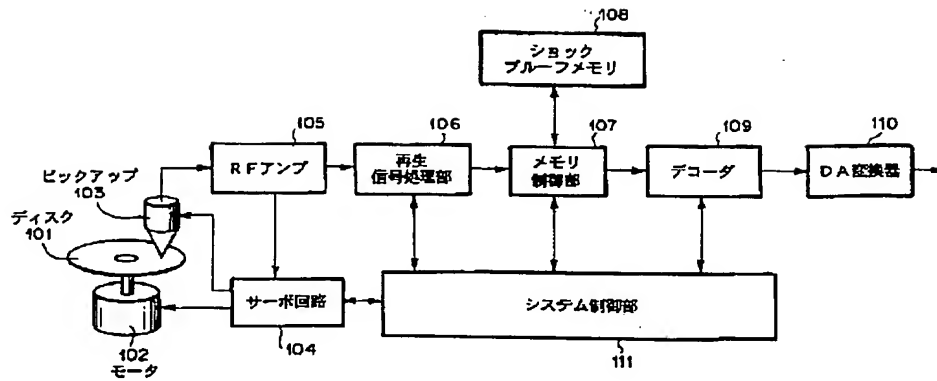 108
ショック
プルーフメモリ
105
RFアンプ
106
再生
信号処理部
107
メモリ
制御部
109
デコーダ
110
DA変換器
ピックアップ
103
ディスク
101
サーボ回路
104
システム制御部
111
102
モータ